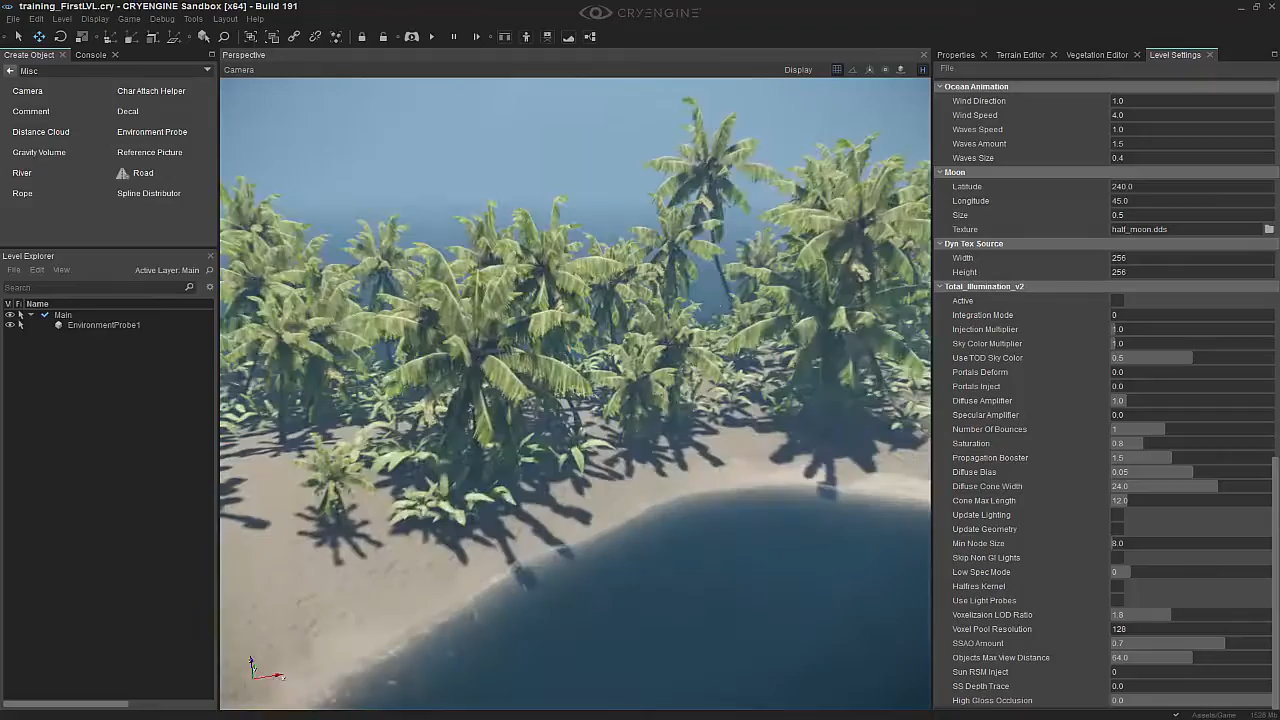 training_FirstLVL.cry - CRYENGINE Sandbox [x64] - Build 191
CRYENGINE
File Edit Level Display Game Debug Tools Layout Help
Create Object Console
Misc
Camera CharAttach Helper
Comment Decal
Distance Cloud Environment Probe
Gravity Volume Reference Picture
River Road
Rope Spline Distributor
Level Explorer
File Edit View Active Layer: Main
Search
V Fi Name
Main
EnvironmentProbe1
Perspective
Camera Display
H
Properties Terrain Editor Vegetation Editor Level Settings
File
Ocean Animation
Wind Direction 1.0
Wind Speed 4.0
Waves Speed 1.0
Waves Amount 1.5
Waves Size 0.4
Moon
Latitude 240.0
Longitude 45.0
Size 0.5
Texture half_moon.dds
Dyn Tex Source
Width 256
Height 256
Total_Illumination_v2
Active
Integration Mode 0
Injection Multiplier 1.0
Sky Color Multiplier 1.0
Use TOD Sky Color 0.5
Portals Deform 0.0
Portals Inject 0.0
Diffuse Amplifier 1.0
Specular Amplifier 0.0
Number Of Bounces 1
Saturation 0.8
Propagation Booster 1.5
Diffuse Bias 0.05
Diffuse Cone Width 24.0
Cone Max Length 12.0
Update Lighting
Update Geometry
Min Node Size 8.0
Skip Non GI Lights
Low Spec Mode 0
Halfres Kernel
Use Light Probes
Voxelizaion LOD Ratio 1.8
Voxel Pool Resolution 128
SSAO Amount 0.7
Objects Max View Distance 64.0
Sun RSM Inject 0
SS Depth Trace 0.0
High Gloss Occlusion 0.0
Assets/Game 1528 Mb